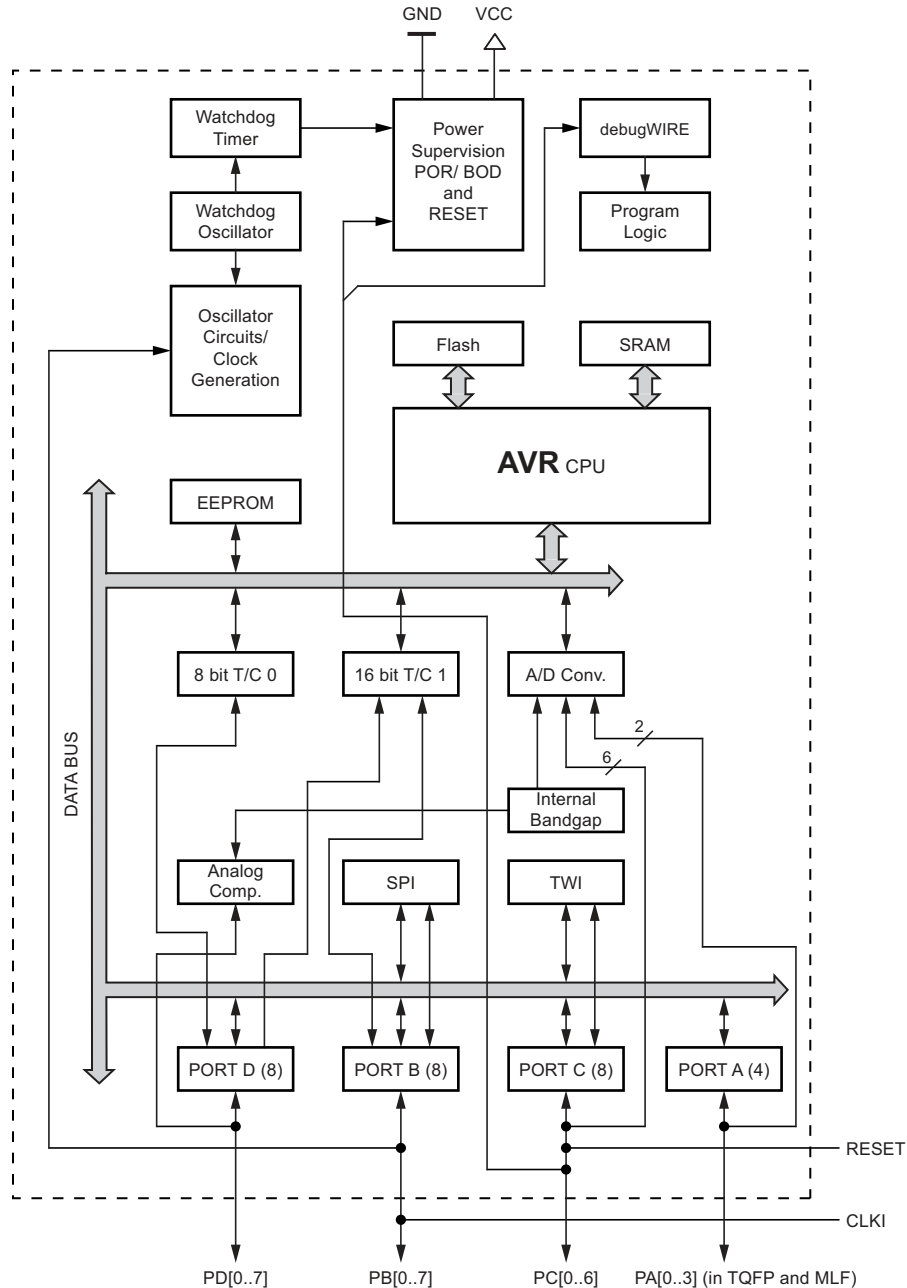 GND
VCC
Watchdog
Timer
Power
Supervision
POR/ BOD
and
RESET
debugWIRE
Watchdog
Oscillator
Program
Logic
Oscillator
Circuits/
Clock
Generation
Flash
SRAM
AVR CPU
EEPROM
DATA BUS
8 bit T/C 0
16 bit T/C 1
A/D Conv.
2
6
Internal
Bandgap
Analog
Comp.
SPI
TWI
PORT D (8)
PORT B (8)
PORT C (8)
PORT A (4)
RESET
CLKI
PD[0..7]
PB[0..7]
PC[0..6]
PA[0..3] (in TQFP and MLF)